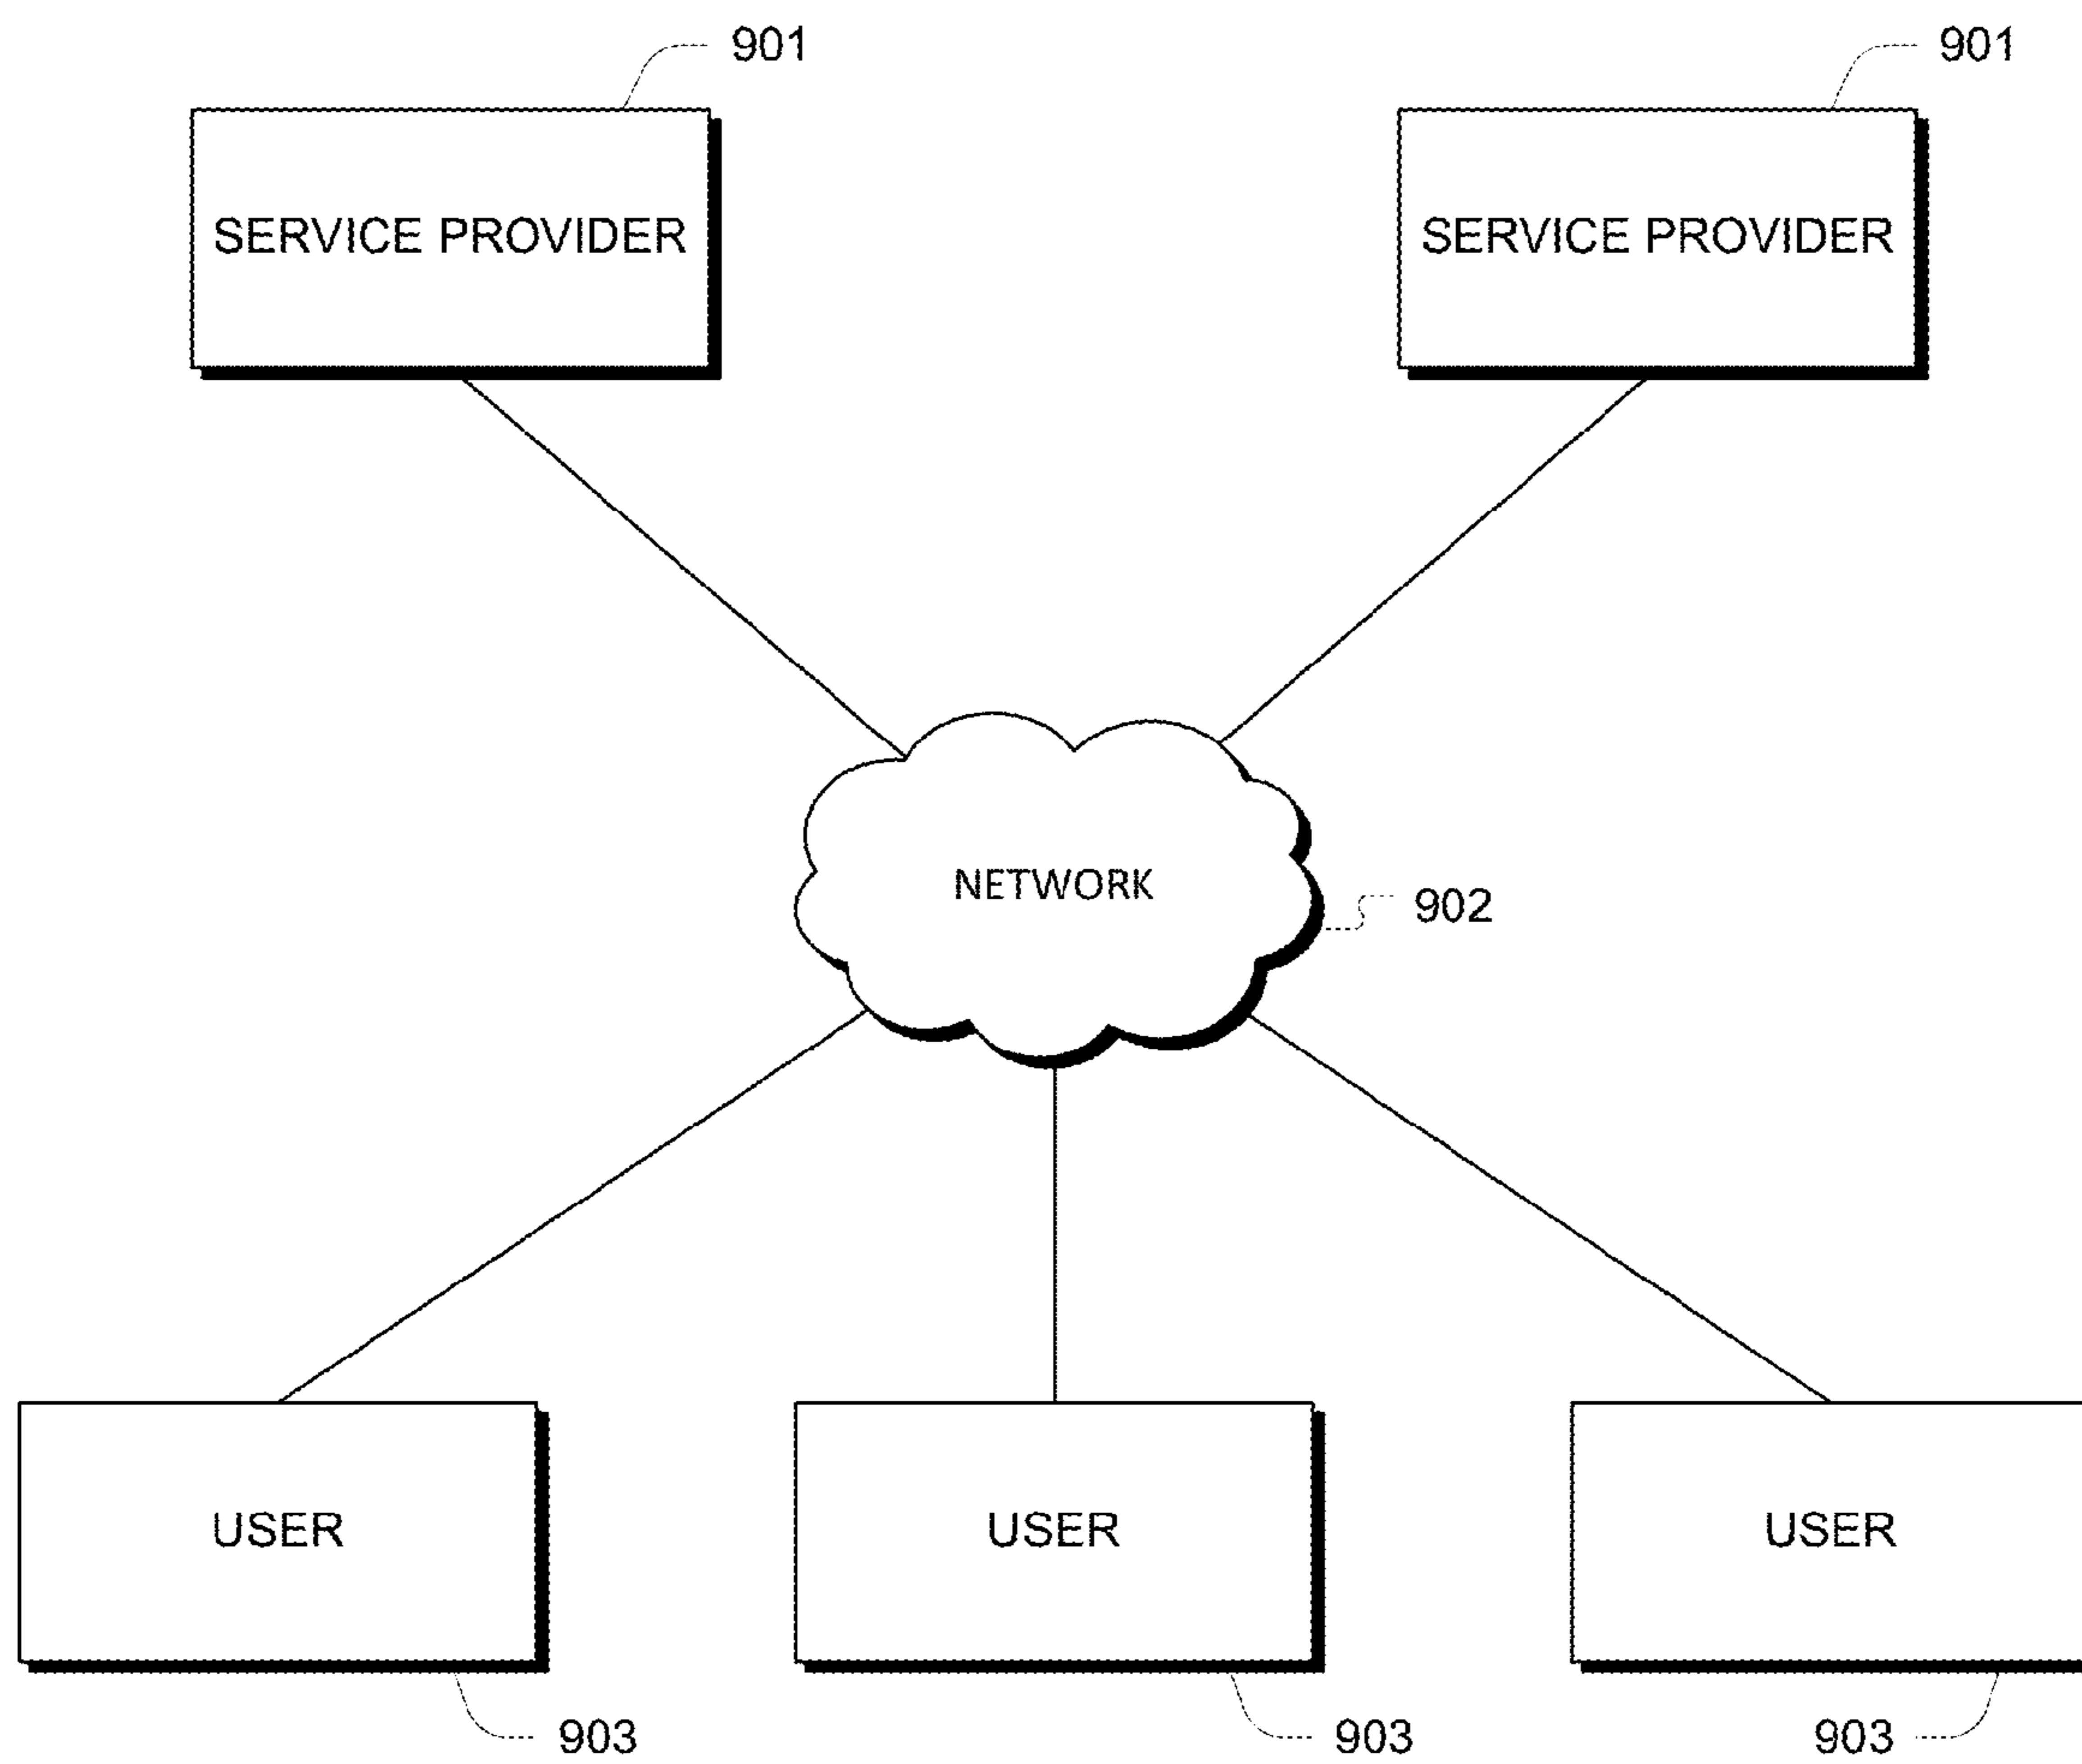 901
901
SERVICE PROVIDER
SERVICE PROVIDER
NETWORK
902
USER
USER
USER
903
903
903